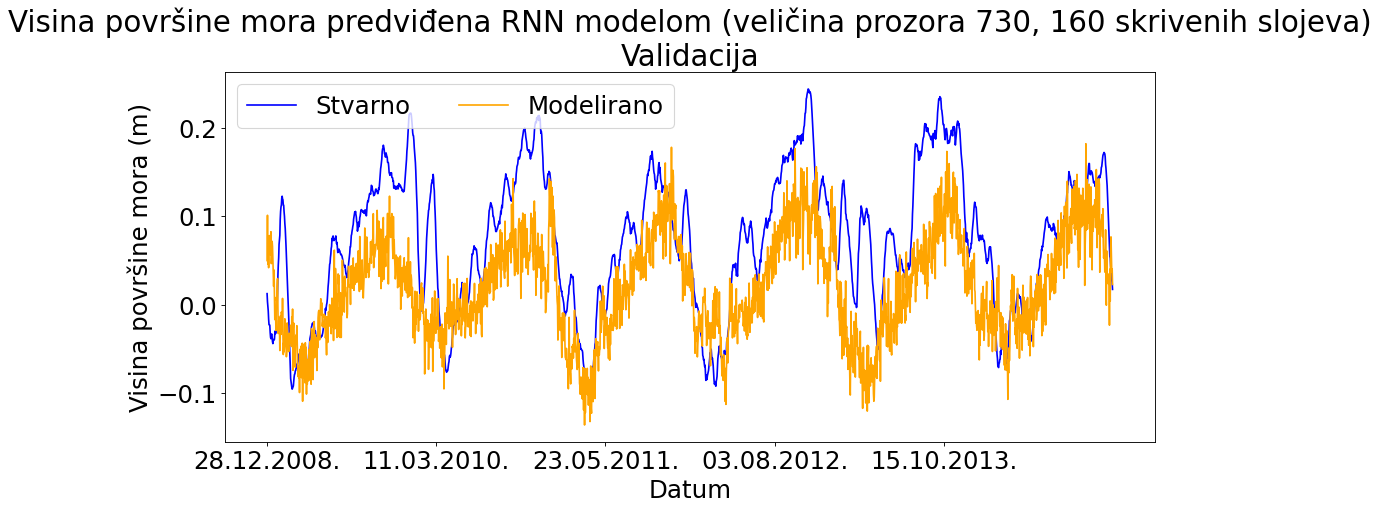 Visina površine mora predviđena RNN modelom (veličina prozora 730, 160 skrivenih slojeva)
Validacija
Stvarno Modelirano
Visina površine mora (m)
0.2
0.1
0.0
−0.1
28.12.2008. 11.03.2010. 23.05.2011. 03.08.2012. 15.10.2013.
Datum